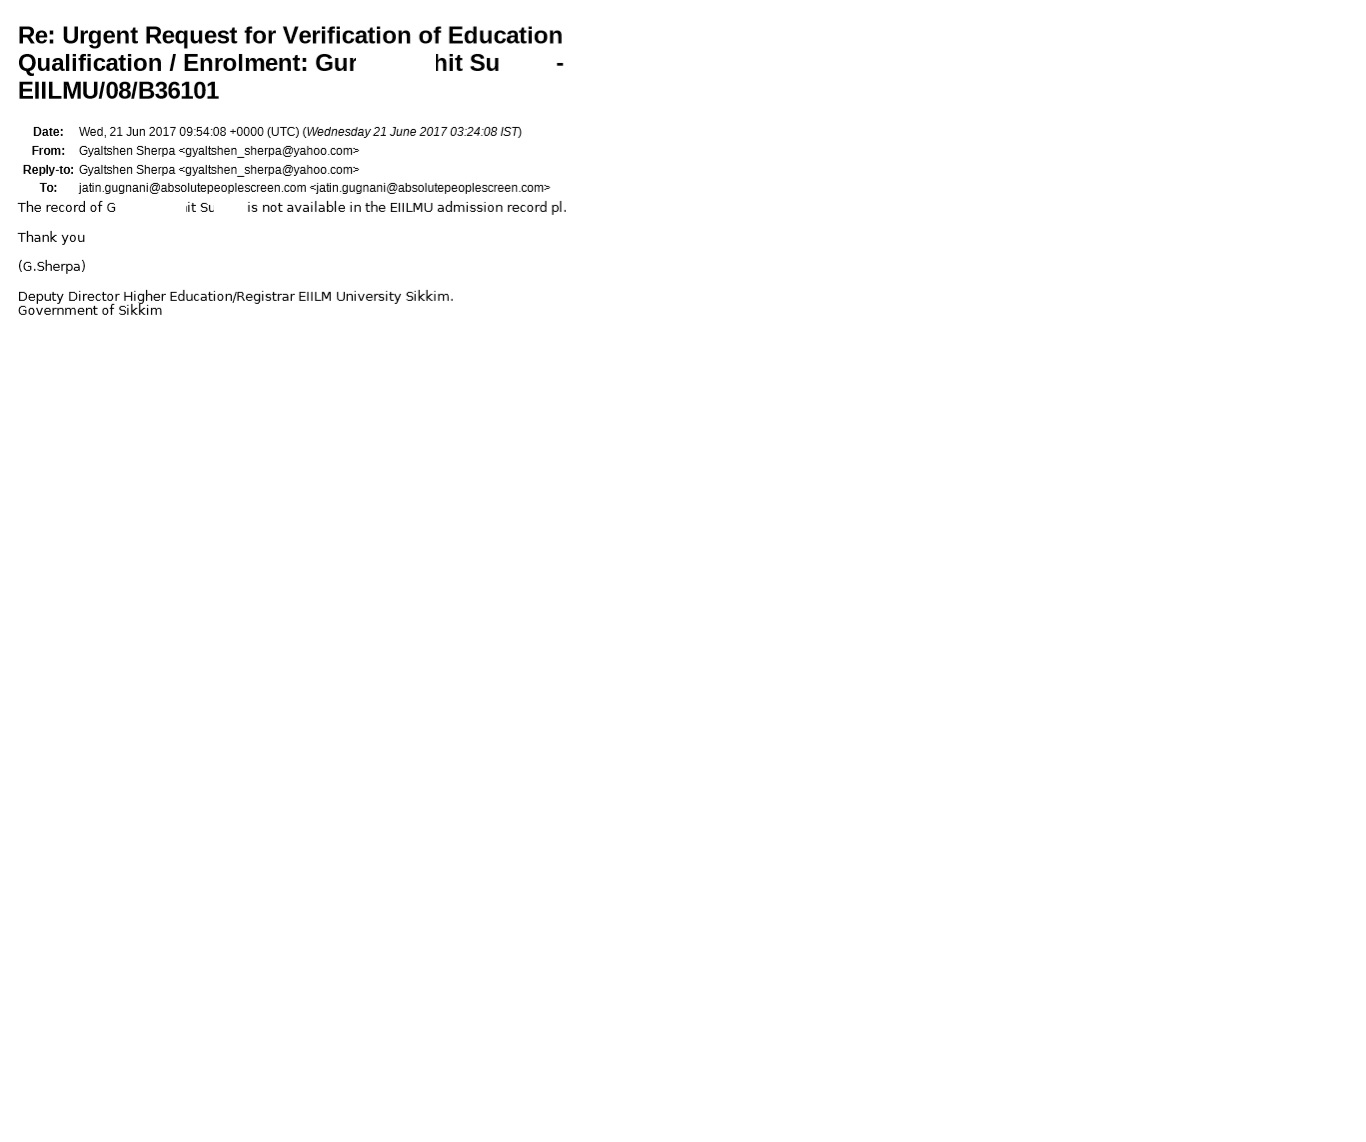 Re: Urgent Request for Verification of Education
Qualification / Enrolment: Gur hit Su -
EIILMU/08/B36101
Date: Wed, 21 Jun 2017 09:54:08 +0000 (UTC) (Wednesday 21 June 2017 03:24:08 IST)
From: Gyaltshen Sherpa <gyaltshen_sherpa@yahoo.com>
Reply-to: Gyaltshen Sherpa <gyaltshen_sherpa@yahoo.com>
To: jatin.gugnani@absolutepeoplescreen.com <jatin.gugnani@absolutepeoplescreen.com>
The record of G it Su is not available in the EIILMU admission record pl.
Thank you
(G.Sherpa)
Deputy Director Higher Education/Registrar EIILM University Sikkim.
Government of Sikkim